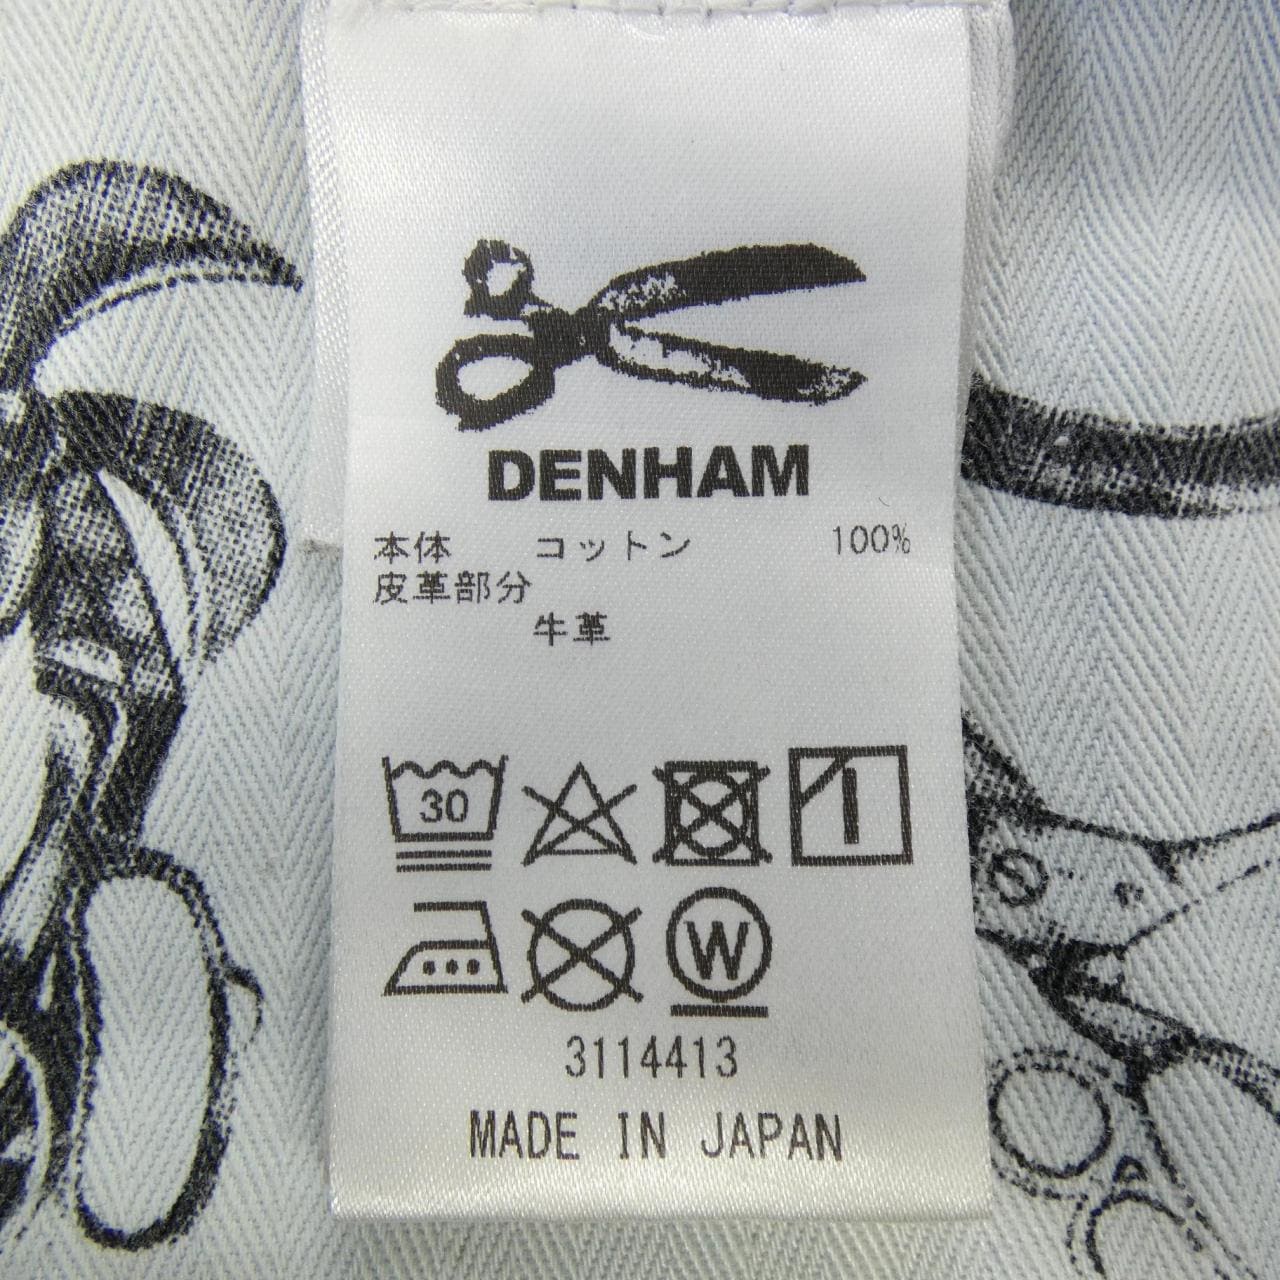 DENHAM
本体 コットン 100%
皮革部分
牛革
30
W
3114413
MADE IN JAPAN